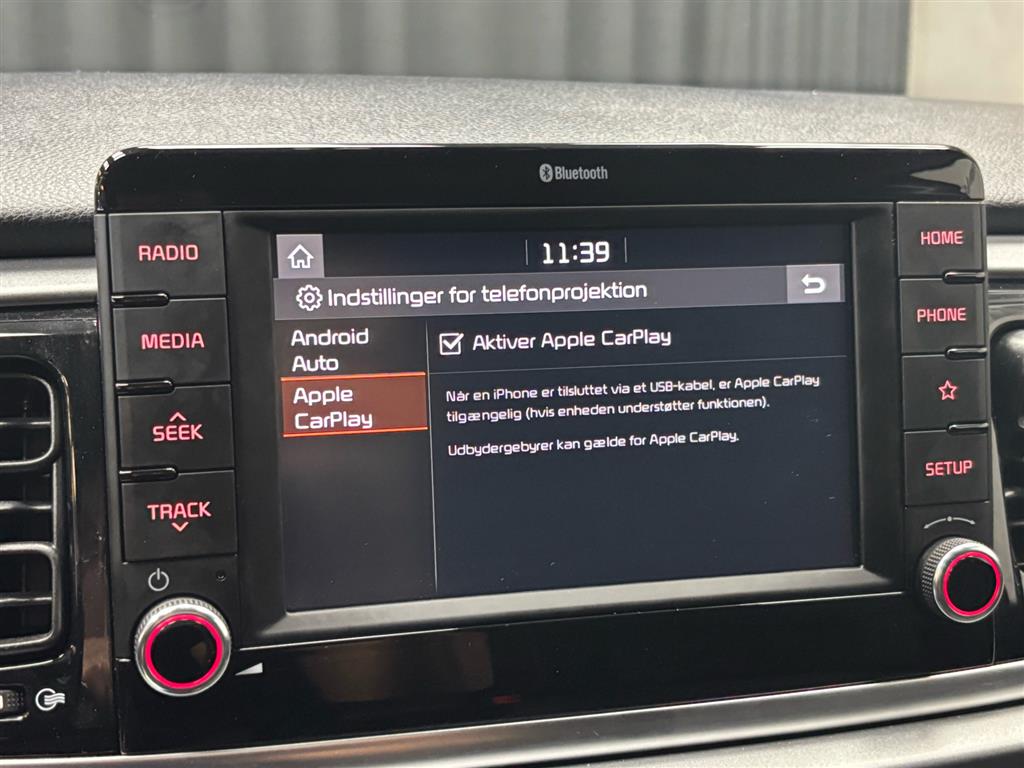 Bluetooth
RADIO
MEDIA
SEEK
TRACK
11:39
Indstillinger for telefonprojektion
Android
Auto
Apple
CarPlay
Aktiver Apple CarPlay
Når en iPhone er tilsluttet via et USB-kabel, er Apple CarPlay
tilgængelig (hvis enheden understøtter funktionen).
Udbydergebyrer kan gælde for Apple CarPlay.
HOME
PHONE
SETUP